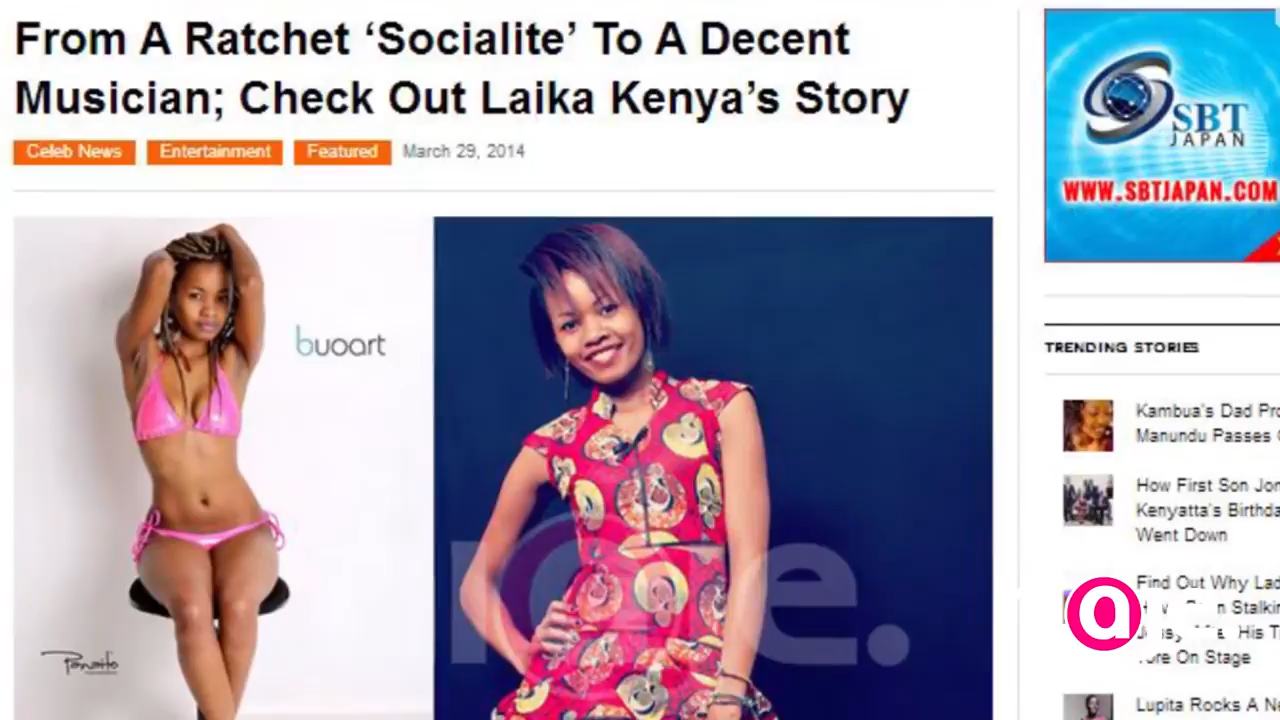 From A Ratchet ‘Socialite’ To A Decent
Musician; Check Out Laika Kenya’s Story
Celeb News Entertainment Featured March 29, 2014
buoart
SBT
JAPAN
WWW.SBTJAPAN.COM
TRENDING STORIES
Kambua's Dad
Manundu Passes
How First Son
Kenyatta's
Went Down
Find Out Why
On Stage
Lupita Rocks A
a